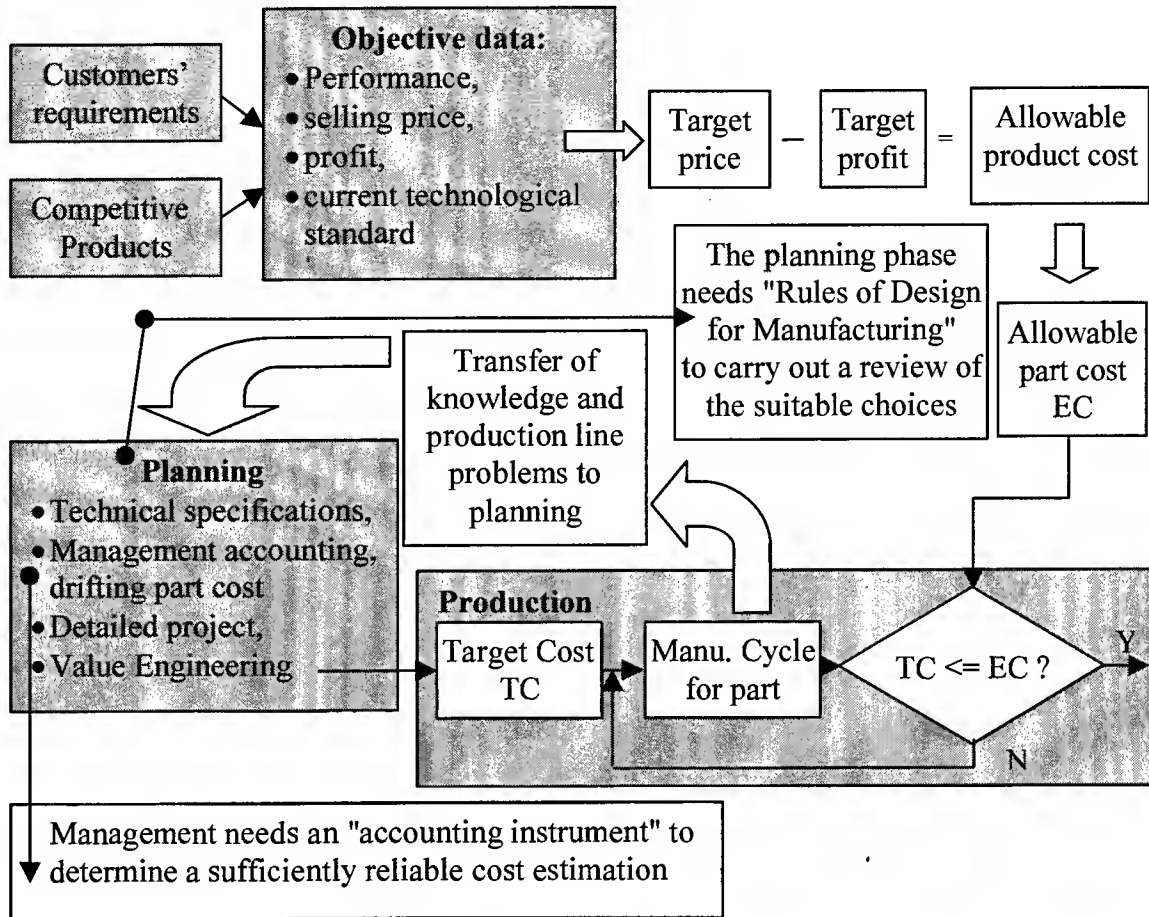 Customers'
requirements
Competitive
Products
Objective data:
• Performance,
• selling price,
• profit,
• current technological
standard
Target
price
–
Target
profit
=
Allowable
product cost
The planning phase
needs "Rules of Design
for Manufacturing"
to carry out a review of
the suitable choices
Allowable
part cost
EC
Transfer of
knowledge and
production line
problems to
planning
Planning
• Technical specifications,
• Management accounting,
drifting part cost
• Detailed project,
• Value Engineering
Production
Target Cost
TC
Manu. Cycle
for part
TC <= EC ?
Y
N
Management needs an "accounting instrument" to
determine a sufficiently reliable cost estimation